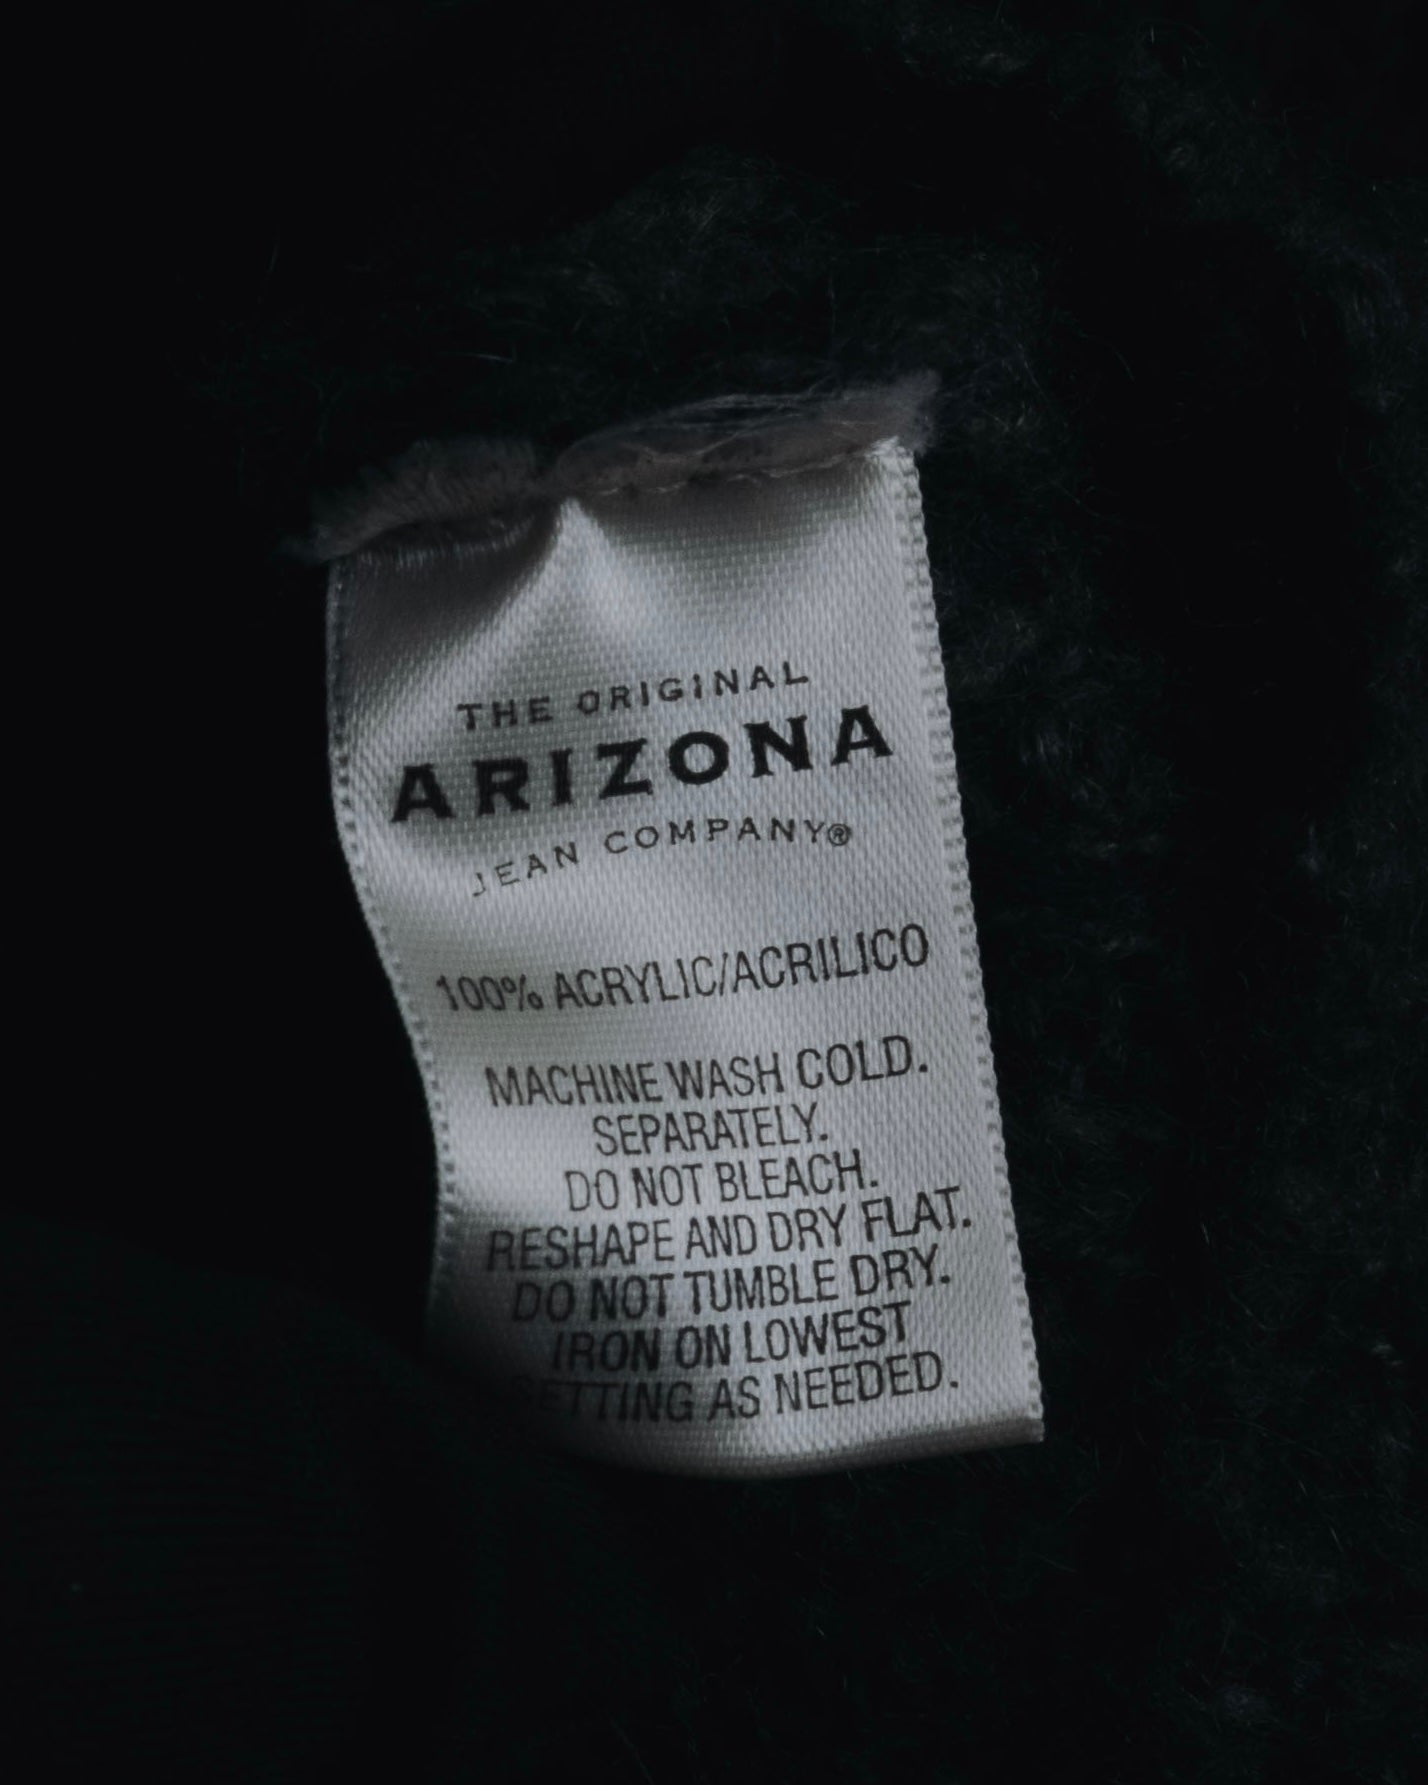 THE ORIGINAL
ARIZONA
JEAN COMPANY®
100% ACRYLIC/ACRILICO
MACHINE WASH COLD.
SEPARATELY.
DO NOT BLEACH.
RESHAPE AND DRY FLAT.
DO NOT TUMBLE DRY.
IRON ON LOWEST
SETTING AS NEEDED.